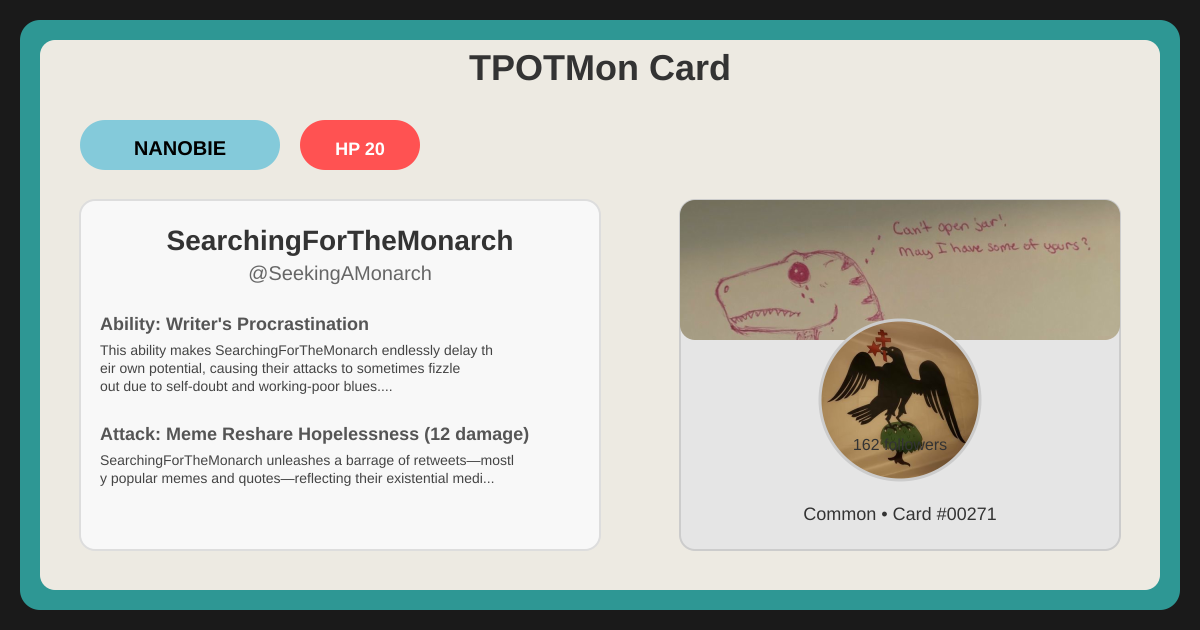 TPOTMon Card
NANOBIE
HP 20
SearchingForTheMonarch
@SeekingAMonarch
Ability: Writer's Procrastination
This ability makes SearchingForTheMonarch endlessly delay th
eir own potential, causing their attacks to sometimes fizzle
out due to self-doubt and working-poor blues....
Attack: Meme Reshare Hopelessness (12 damage)
SearchingForTheMonarch unleashes a barrage of retweets—mostl
y popular memes and quotes—reflecting their existential medi...
Can't open jar!
May I have some of yours?
162 followers
Common • Card #00271